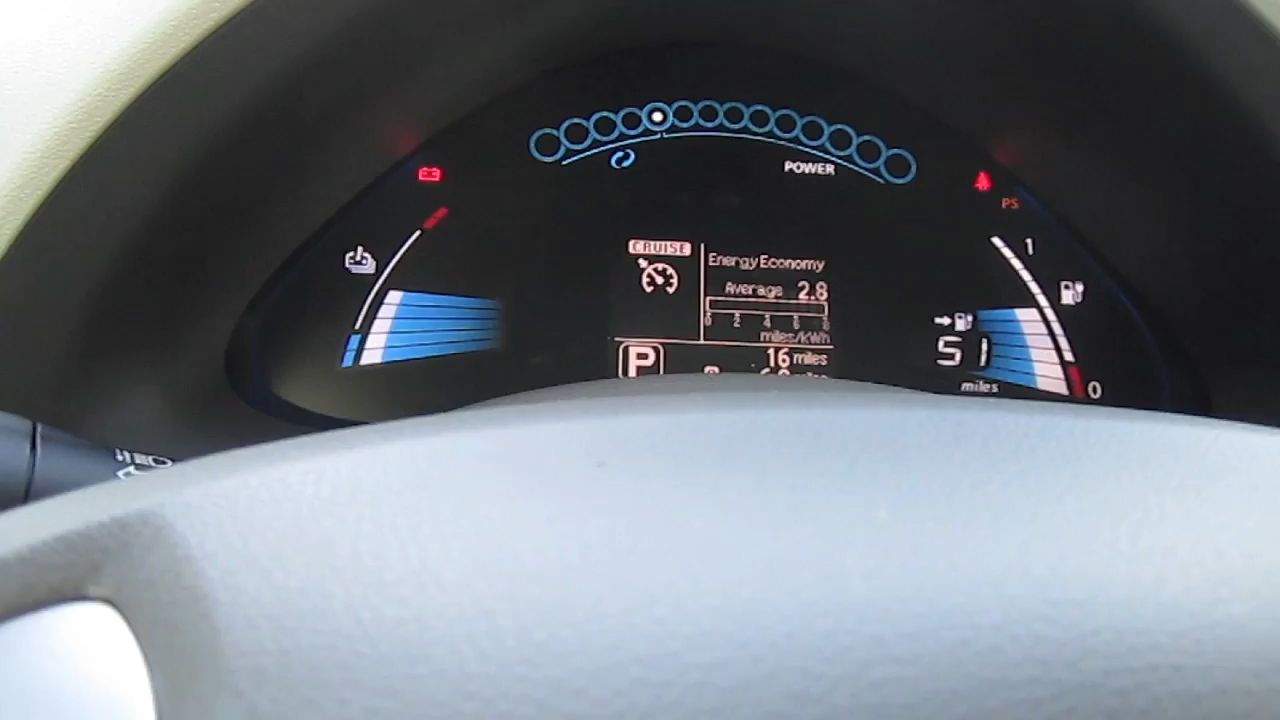 POWER
PS
CRUISE
Energy Economy
Average 2.8
0 2 4 6 8
miles/kWh
P
16 miles
1
51
miles
0